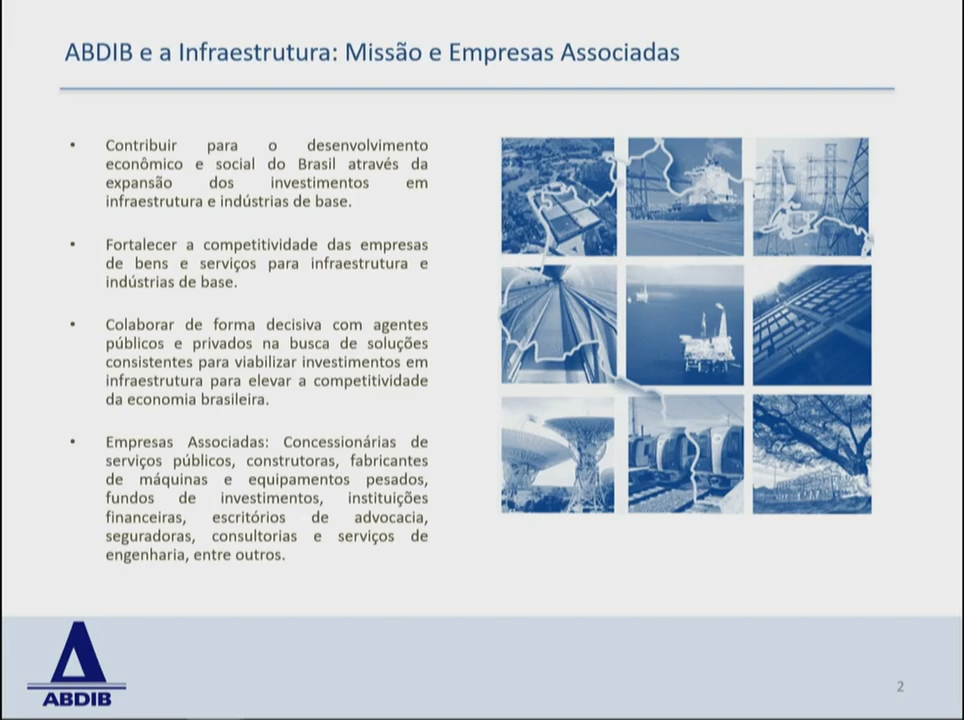 ABDIB e a Infraestrutura: Missão e Empresas Associadas
• Contribuir para o desenvolvimento
econômico e social do Brasil através da
expansão dos investimentos em
infraestrutura e indústrias de base.
• Fortalecer a competitividade das empresas
de bens e serviços para infraestrutura e
indústrias de base.
• Colaborar de forma decisiva com agentes
públicos e privados na busca de soluções
consistentes para viabilizar investimentos em
infraestrutura para elevar a competitividade
da economia brasileira.
• Empresas Associadas: Concessionárias de
serviços públicos, construtoras, fabricantes
de máquinas e equipamentos pesados,
fundos de investimentos, instituições
financeiras, escritórios de advocacia,
seguradoras, consultorias e serviços de
engenharia, entre outros.
ABDIB
2